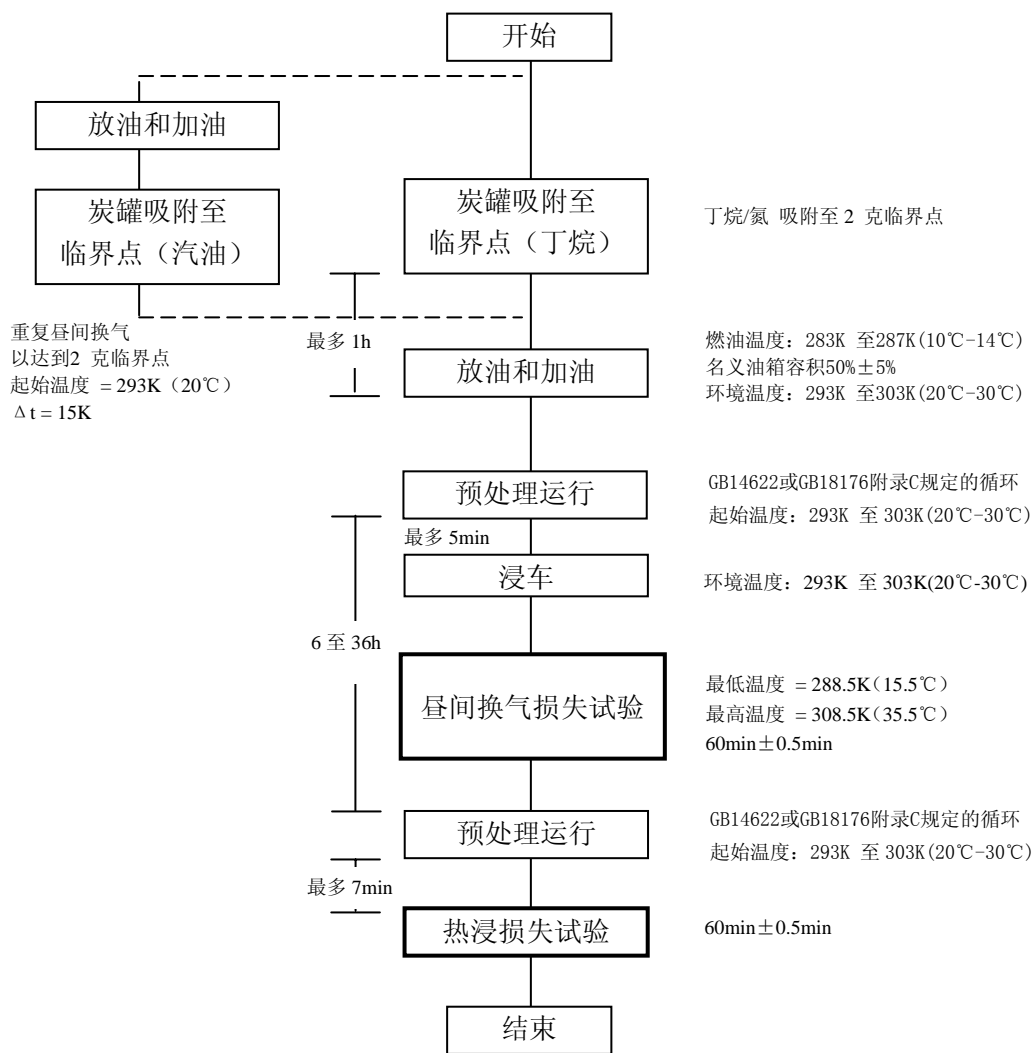 开始
放油和加油
炭罐吸附至
临界点（汽油）
炭罐吸附至
临界点（丁烷）
丁烷/氮 吸附至 2 克临界点
重复昼间换气
以达到2 克临界点
起始温度 =293K（20℃）
Δt = 15K
最多 1h
放油和加油
燃油温度：283K 至287K(10℃-14℃)
名义油箱容积50%±5%
环境温度：293K 至303K(20℃-30℃)
预处理运行
GB14622或GB18176附录C规定的循环
起始温度：293K 至 303K(20℃-30℃)
最多 5min
浸车
环境温度：293K 至 303K(20℃-30℃)
6 至 36h
昼间换气损失试验
最低温度 = 288.5K（15.5℃）
最高温度 = 308.5K（35.5℃）
60min±0.5min
预处理运行
GB14622或GB18176附录C规定的循环
起始温度：293K 至 303K(20℃-30℃)
最多 7min
热浸损失试验
60min±0.5min
结束